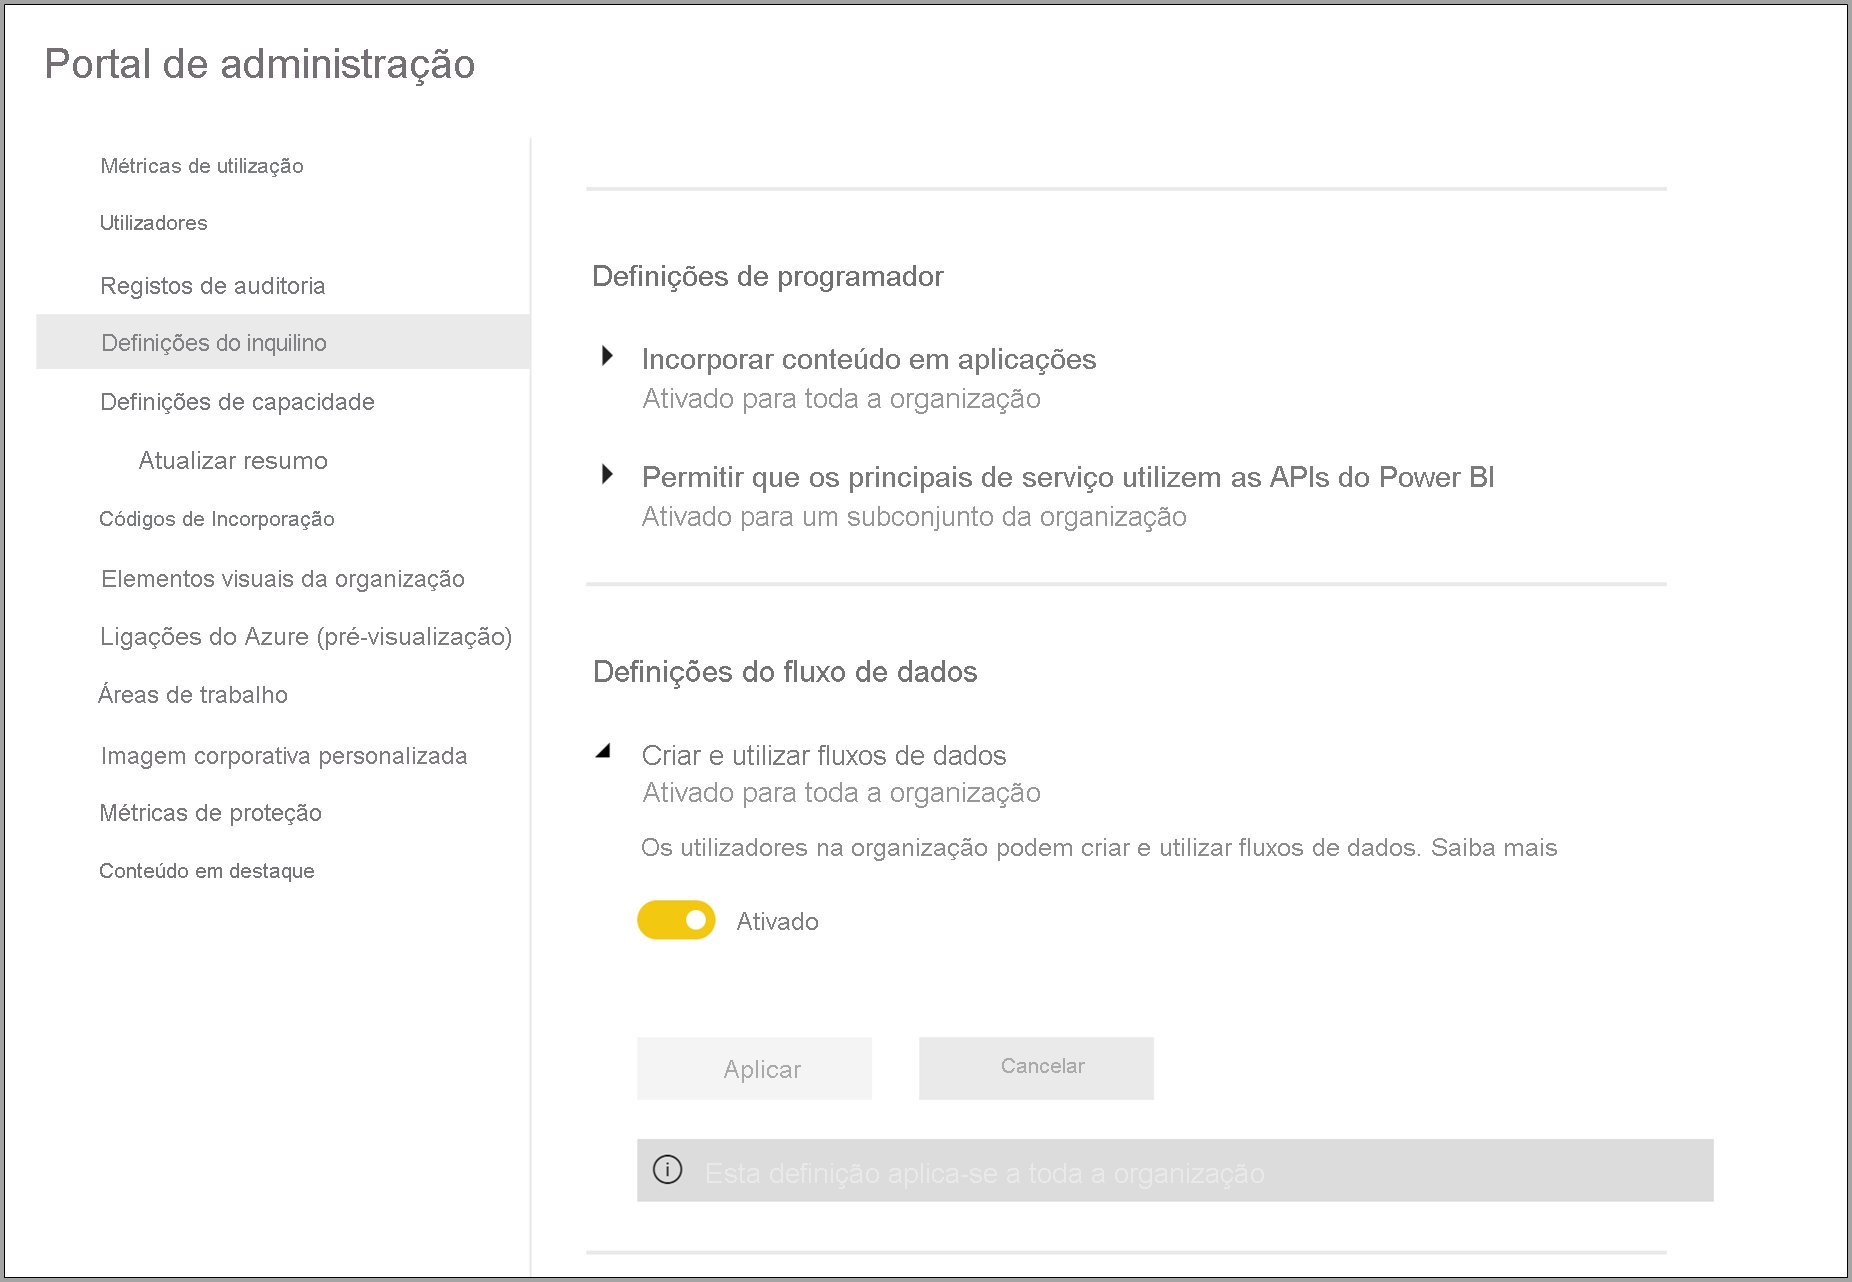 Portal de administração
Métricas de utilização
Utilizadores
Registos de auditoria
Definições do inquilino
Definições de capacidade
Atualizar resumo
Códigos de Incorporação
Elementos visuais da organização
Ligações do Azure (pré-visualização)
Áreas de trabalho
Imagem corporativa personalizada
Métricas de proteção
Conteúdo em destaque
Definições de programador
Incorporar conteúdo em aplicações
Ativado para toda a organização
Permitir que os principais de serviço utilizem as APIs do Power BI
Ativado para um subconjunto da organização
Definições do fluxo de dados
Criar e utilizar fluxos de dados
Ativado para toda a organização
Os utilizadores na organização podem criar e utilizar fluxos de dados. Saiba mais
Ativado
Aplicar
Cancelar
Esta definição aplica-se a toda a organização